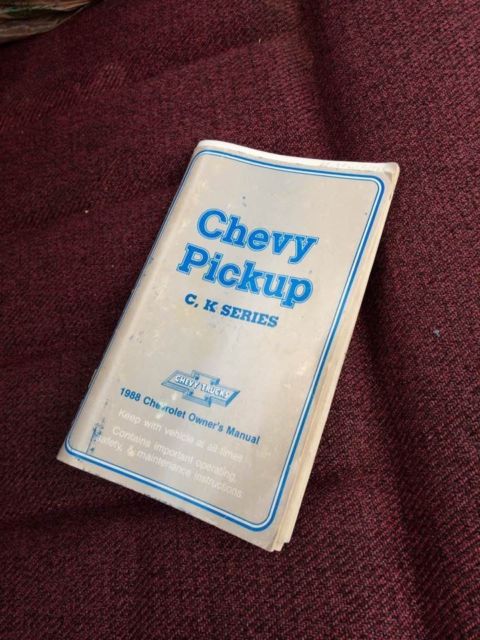 Chevy
Pickup
C, K SERIES
CHEVY TRUCKS
1988 Chevrolet Owner's Manual
Keep with vehicle at all times.
Contains important operating,
safety, & maintenance instructions.